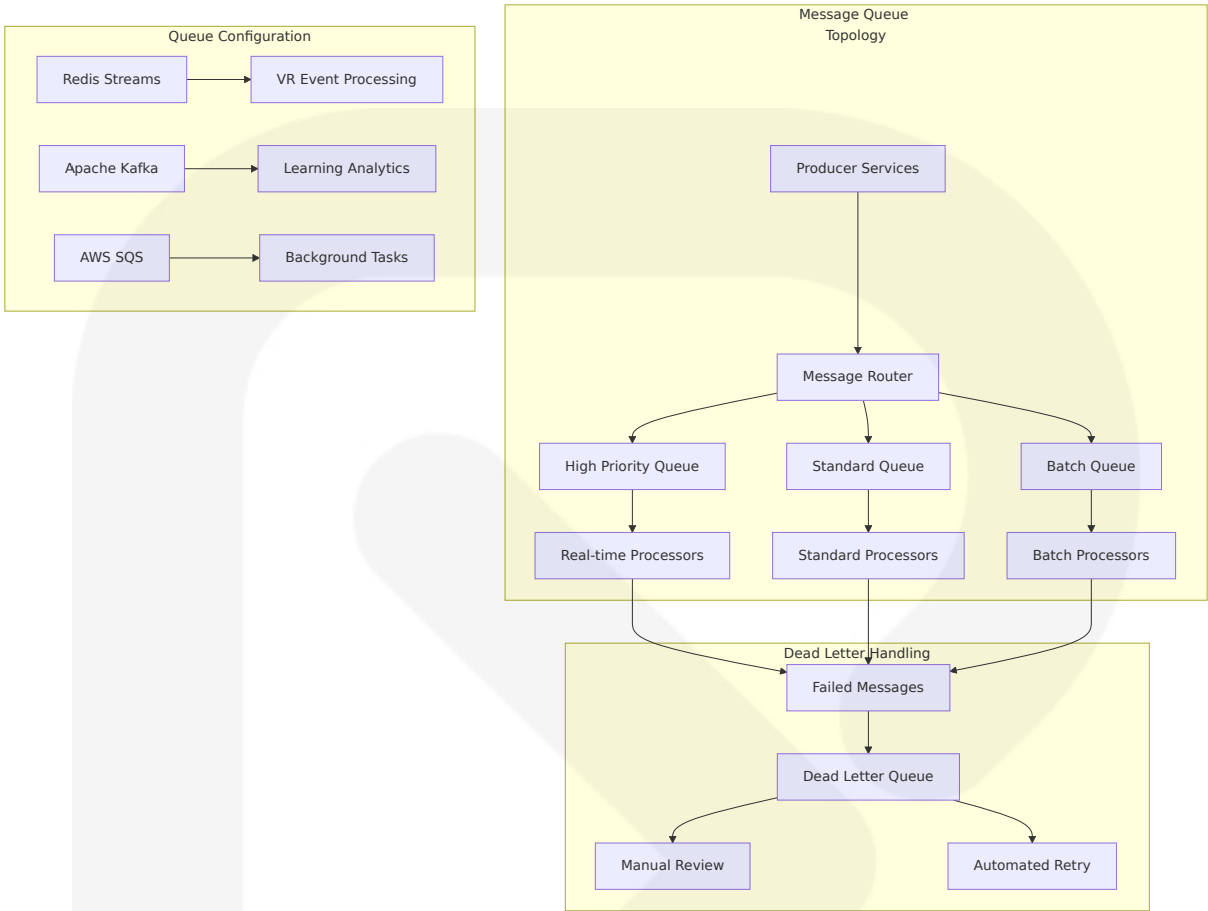 Queue Configuration
Redis Streams
VR Event Processing
Apache Kafka
Learning Analytics
AWS SQS
Background Tasks
Message Queue
Topology
Producer Services
Message Router
High Priority Queue
Standard Queue
Batch Queue
Real-time Processors
Standard Processors
Batch Processors
Dead Letter Handling
Failed Messages
Dead Letter Queue
Manual Review
Automated Retry